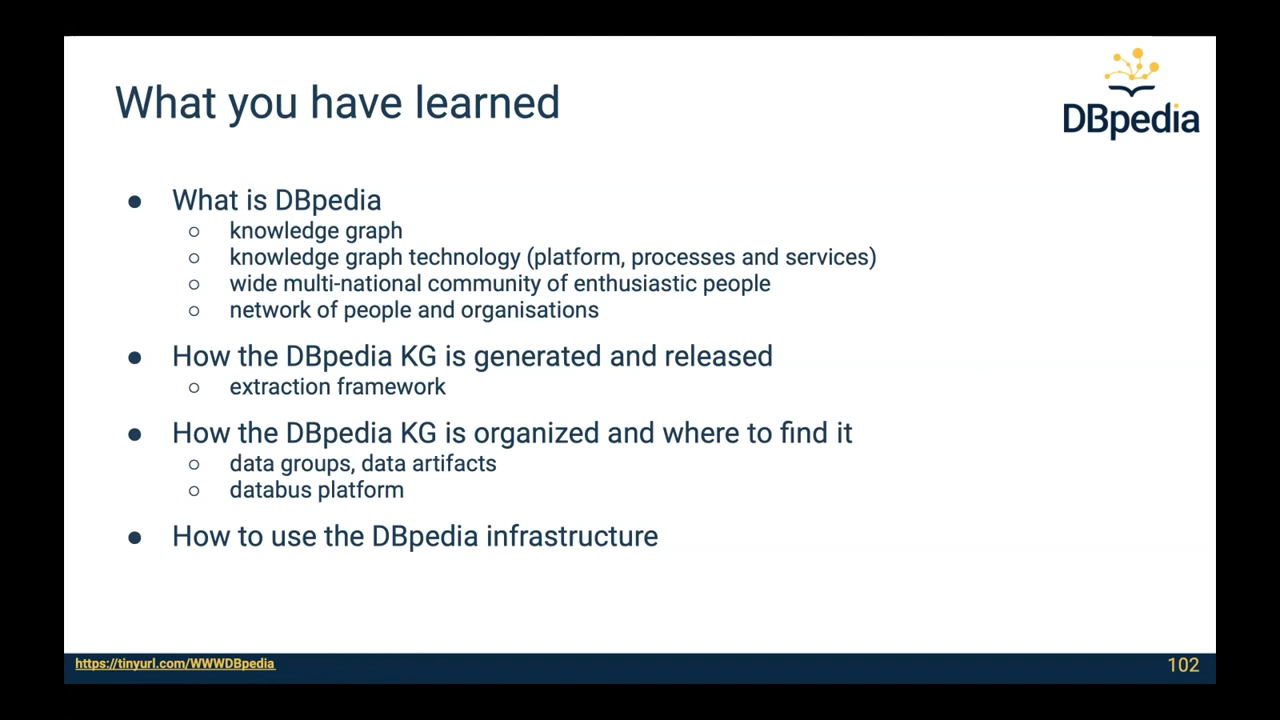 What you have learned
DBpedia
● What is DBpedia
○ knowledge graph
○ knowledge graph technology (platform, processes and services)
○ wide multi-national community of enthusiastic people
○ network of people and organisations
● How the DBpedia KG is generated and released
○ extraction framework
● How the DBpedia KG is organized and where to find it
○ data groups, data artifacts
○ databus platform
● How to use the DBpedia infrastructure
https://tinyurl.com/WWWDBpedia
102